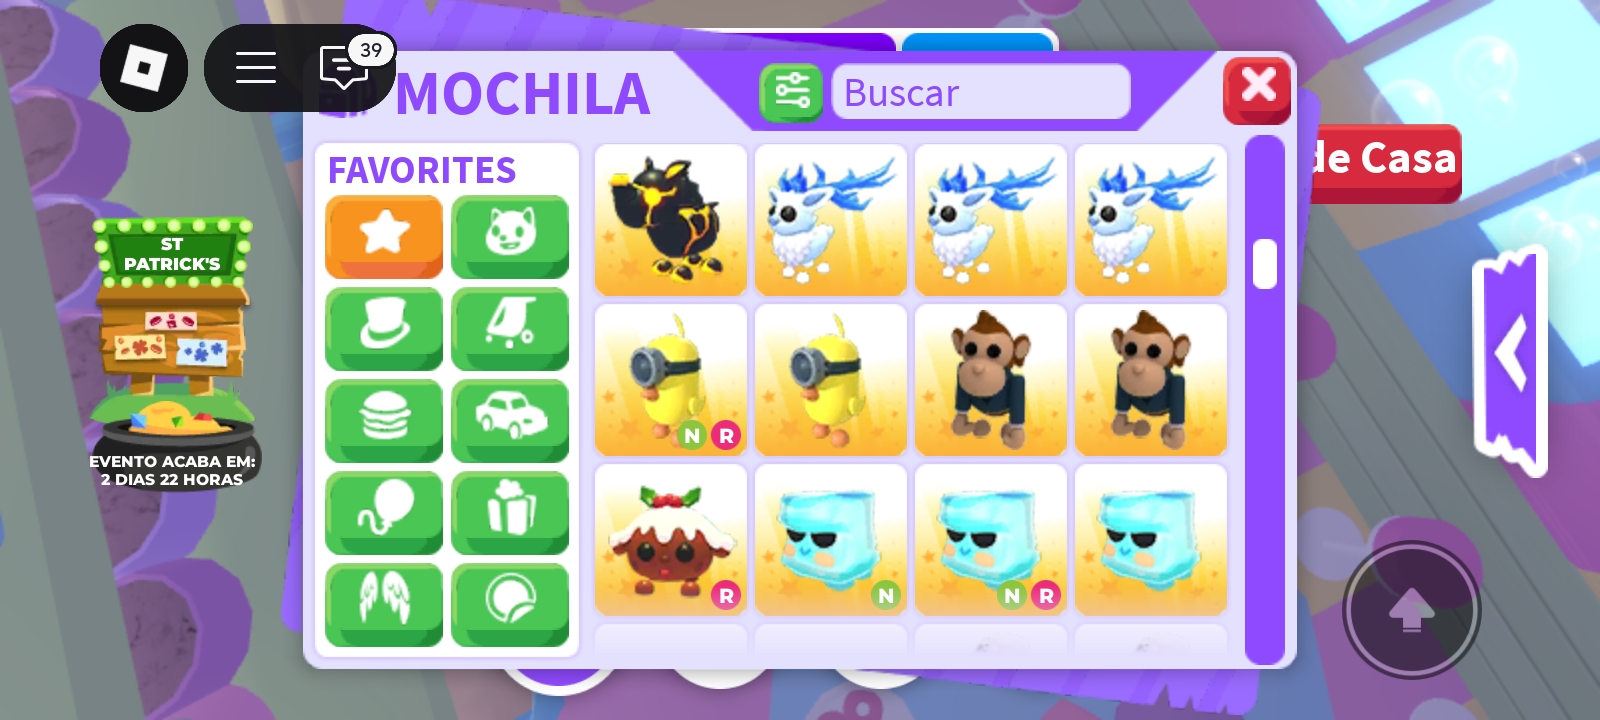 39
MOCHILA
Buscar
FAVORITES
de Casa
ST
PATRICK'S
EVENTO ACABA EM:
2 DIAS 22 HORAS
N R
R
N
N R